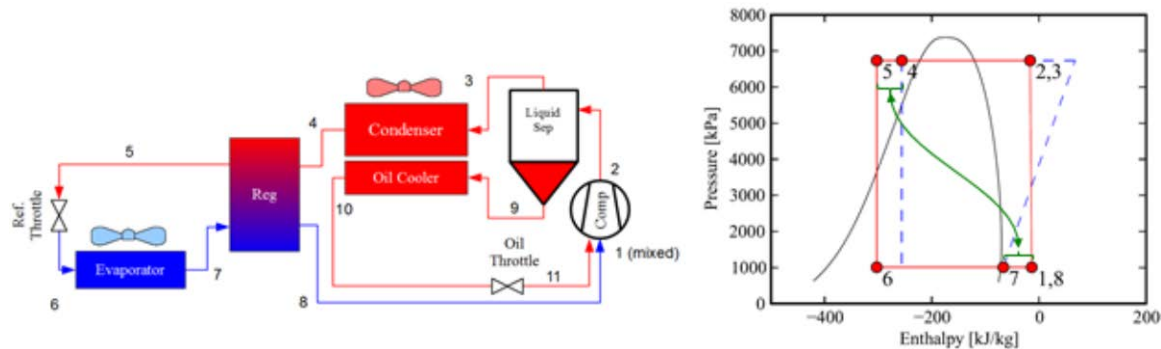 3
Liquid
Sep
4
Condenser
5
2
Reg
Oil Cooler
10
9
Comp
Ref.
Throttle
Oil
Throttle
1 (mixed)
Evaporator
7
11
6
8
8000
7000
6000
5000
4000
3000
2000
1000
0
Pressure [kPa]
5 4
2,3
6
7
1,8
−400
−200
0
200
Enthalpy [kJ/kg]